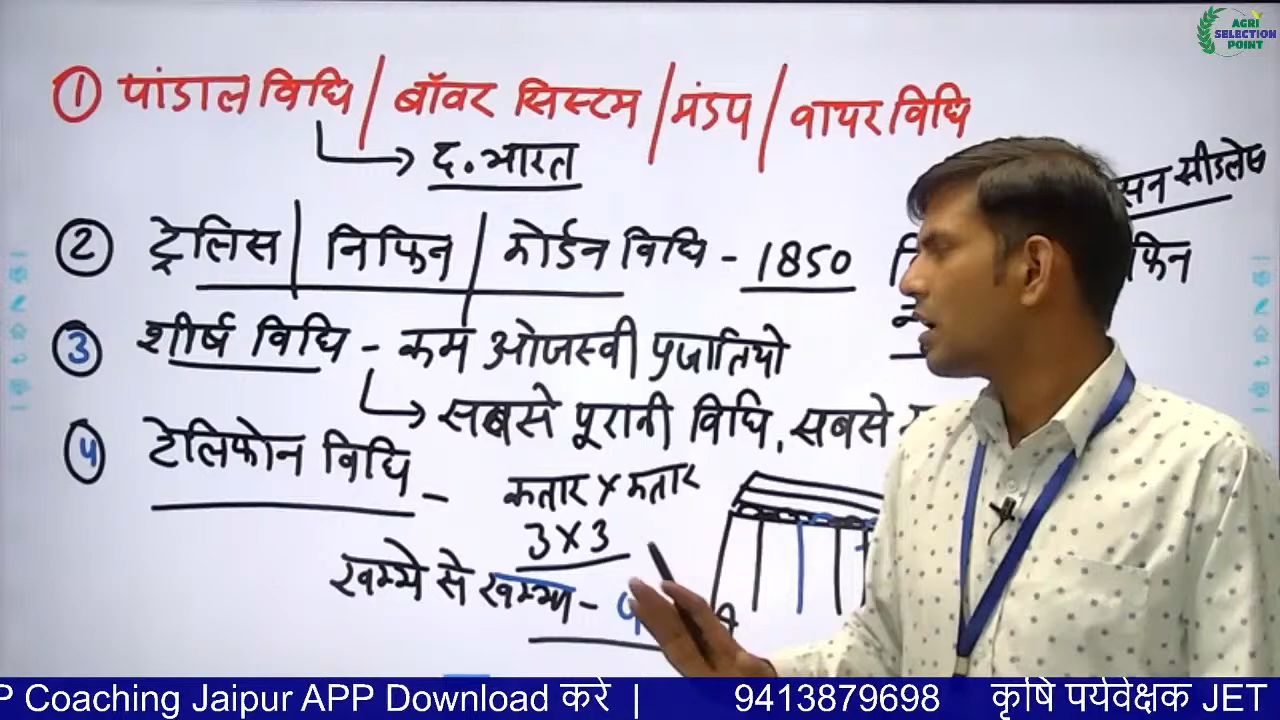 AGRI
SELECTION
POINT
① पांडाल विधि / बॉवर सिस्टम / मंडप / वायर विधि
द. भारत
सन सीडलेष
② ट्रेलिस | निफिन | कोर्डन विधि - 1850
फिन
③ शीर्ष विधि - कम ओजस्वी प्रजातियो
सबसे पूरानी विधि, सबसे
④ टेलिफोन विधि -
कतार × कतार
3×3
खम्भे से खम्भा -
P Coaching Jaipur APP Download करे | 9413879698 कृषि पर्यवेक्षक JET